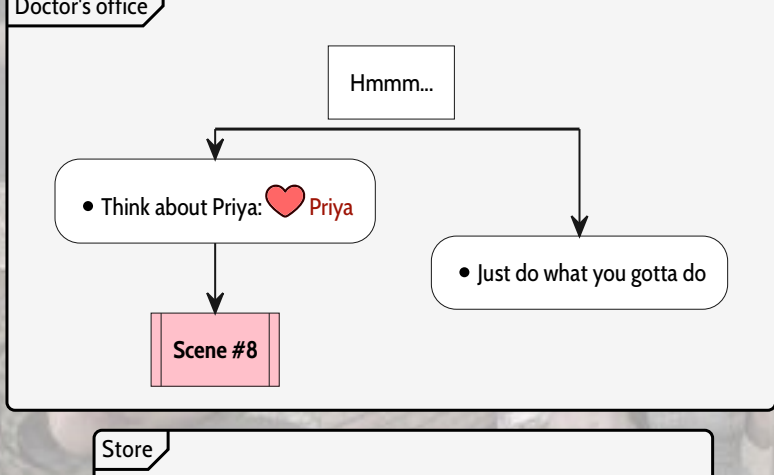 Doctor's office
Hmmm...
• Think about Priya: Priya
• Just do what you gotta do
Scene #8
Store